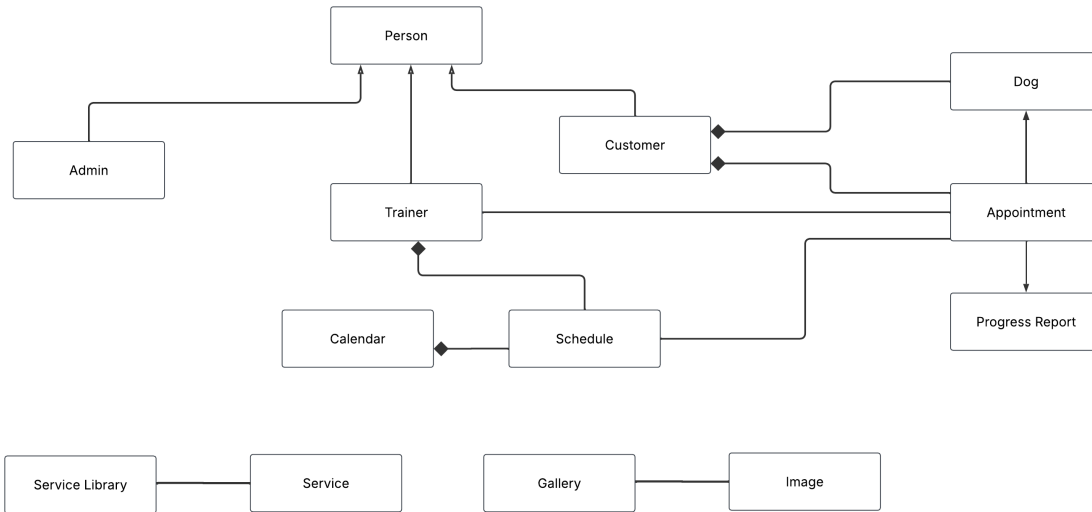 Person
Dog
Customer
Admin
Trainer
Appointment
Progress Report
Calendar
Schedule
Service Library
Service
Gallery
Image